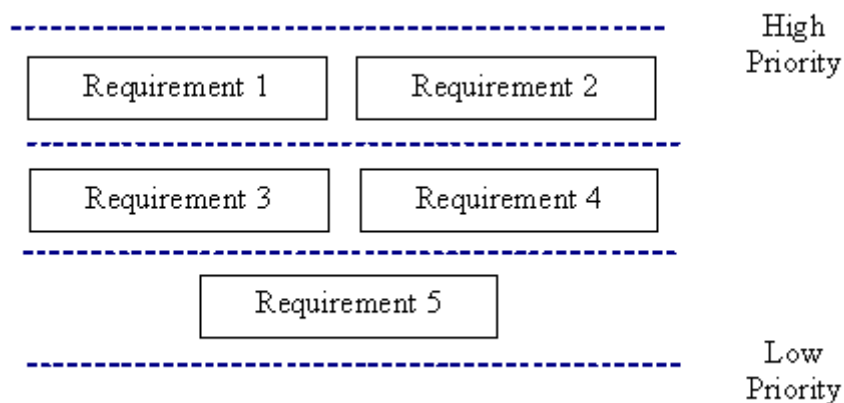 High
Priority
Requirement 1
Requirement 2
Requirement 3
Requirement 4
Requirement 5
Low
Priority